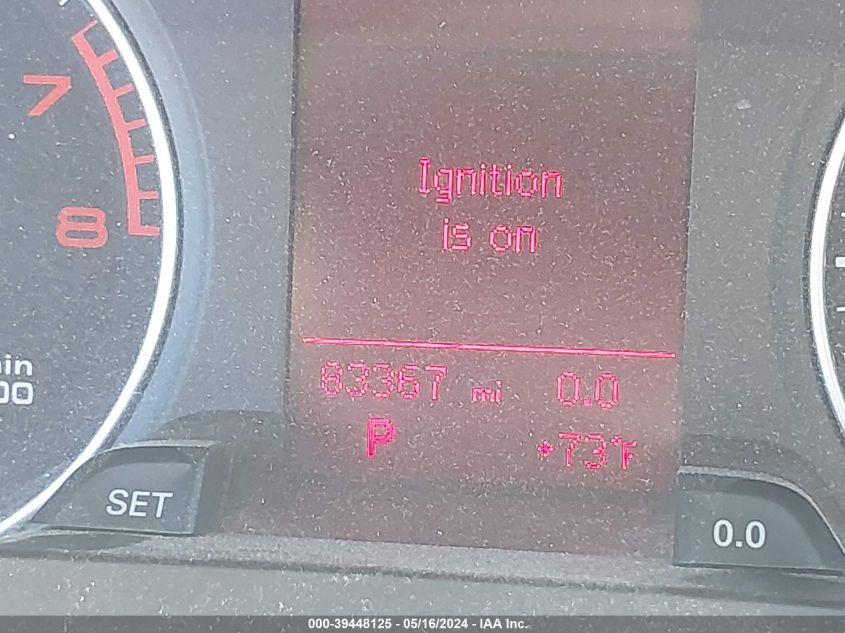 7
8
Ignition
is on
83367 mi 0.0
P +73°F
SET
0.0
000-39448125 - 05/16/2024 - IAA Inc.